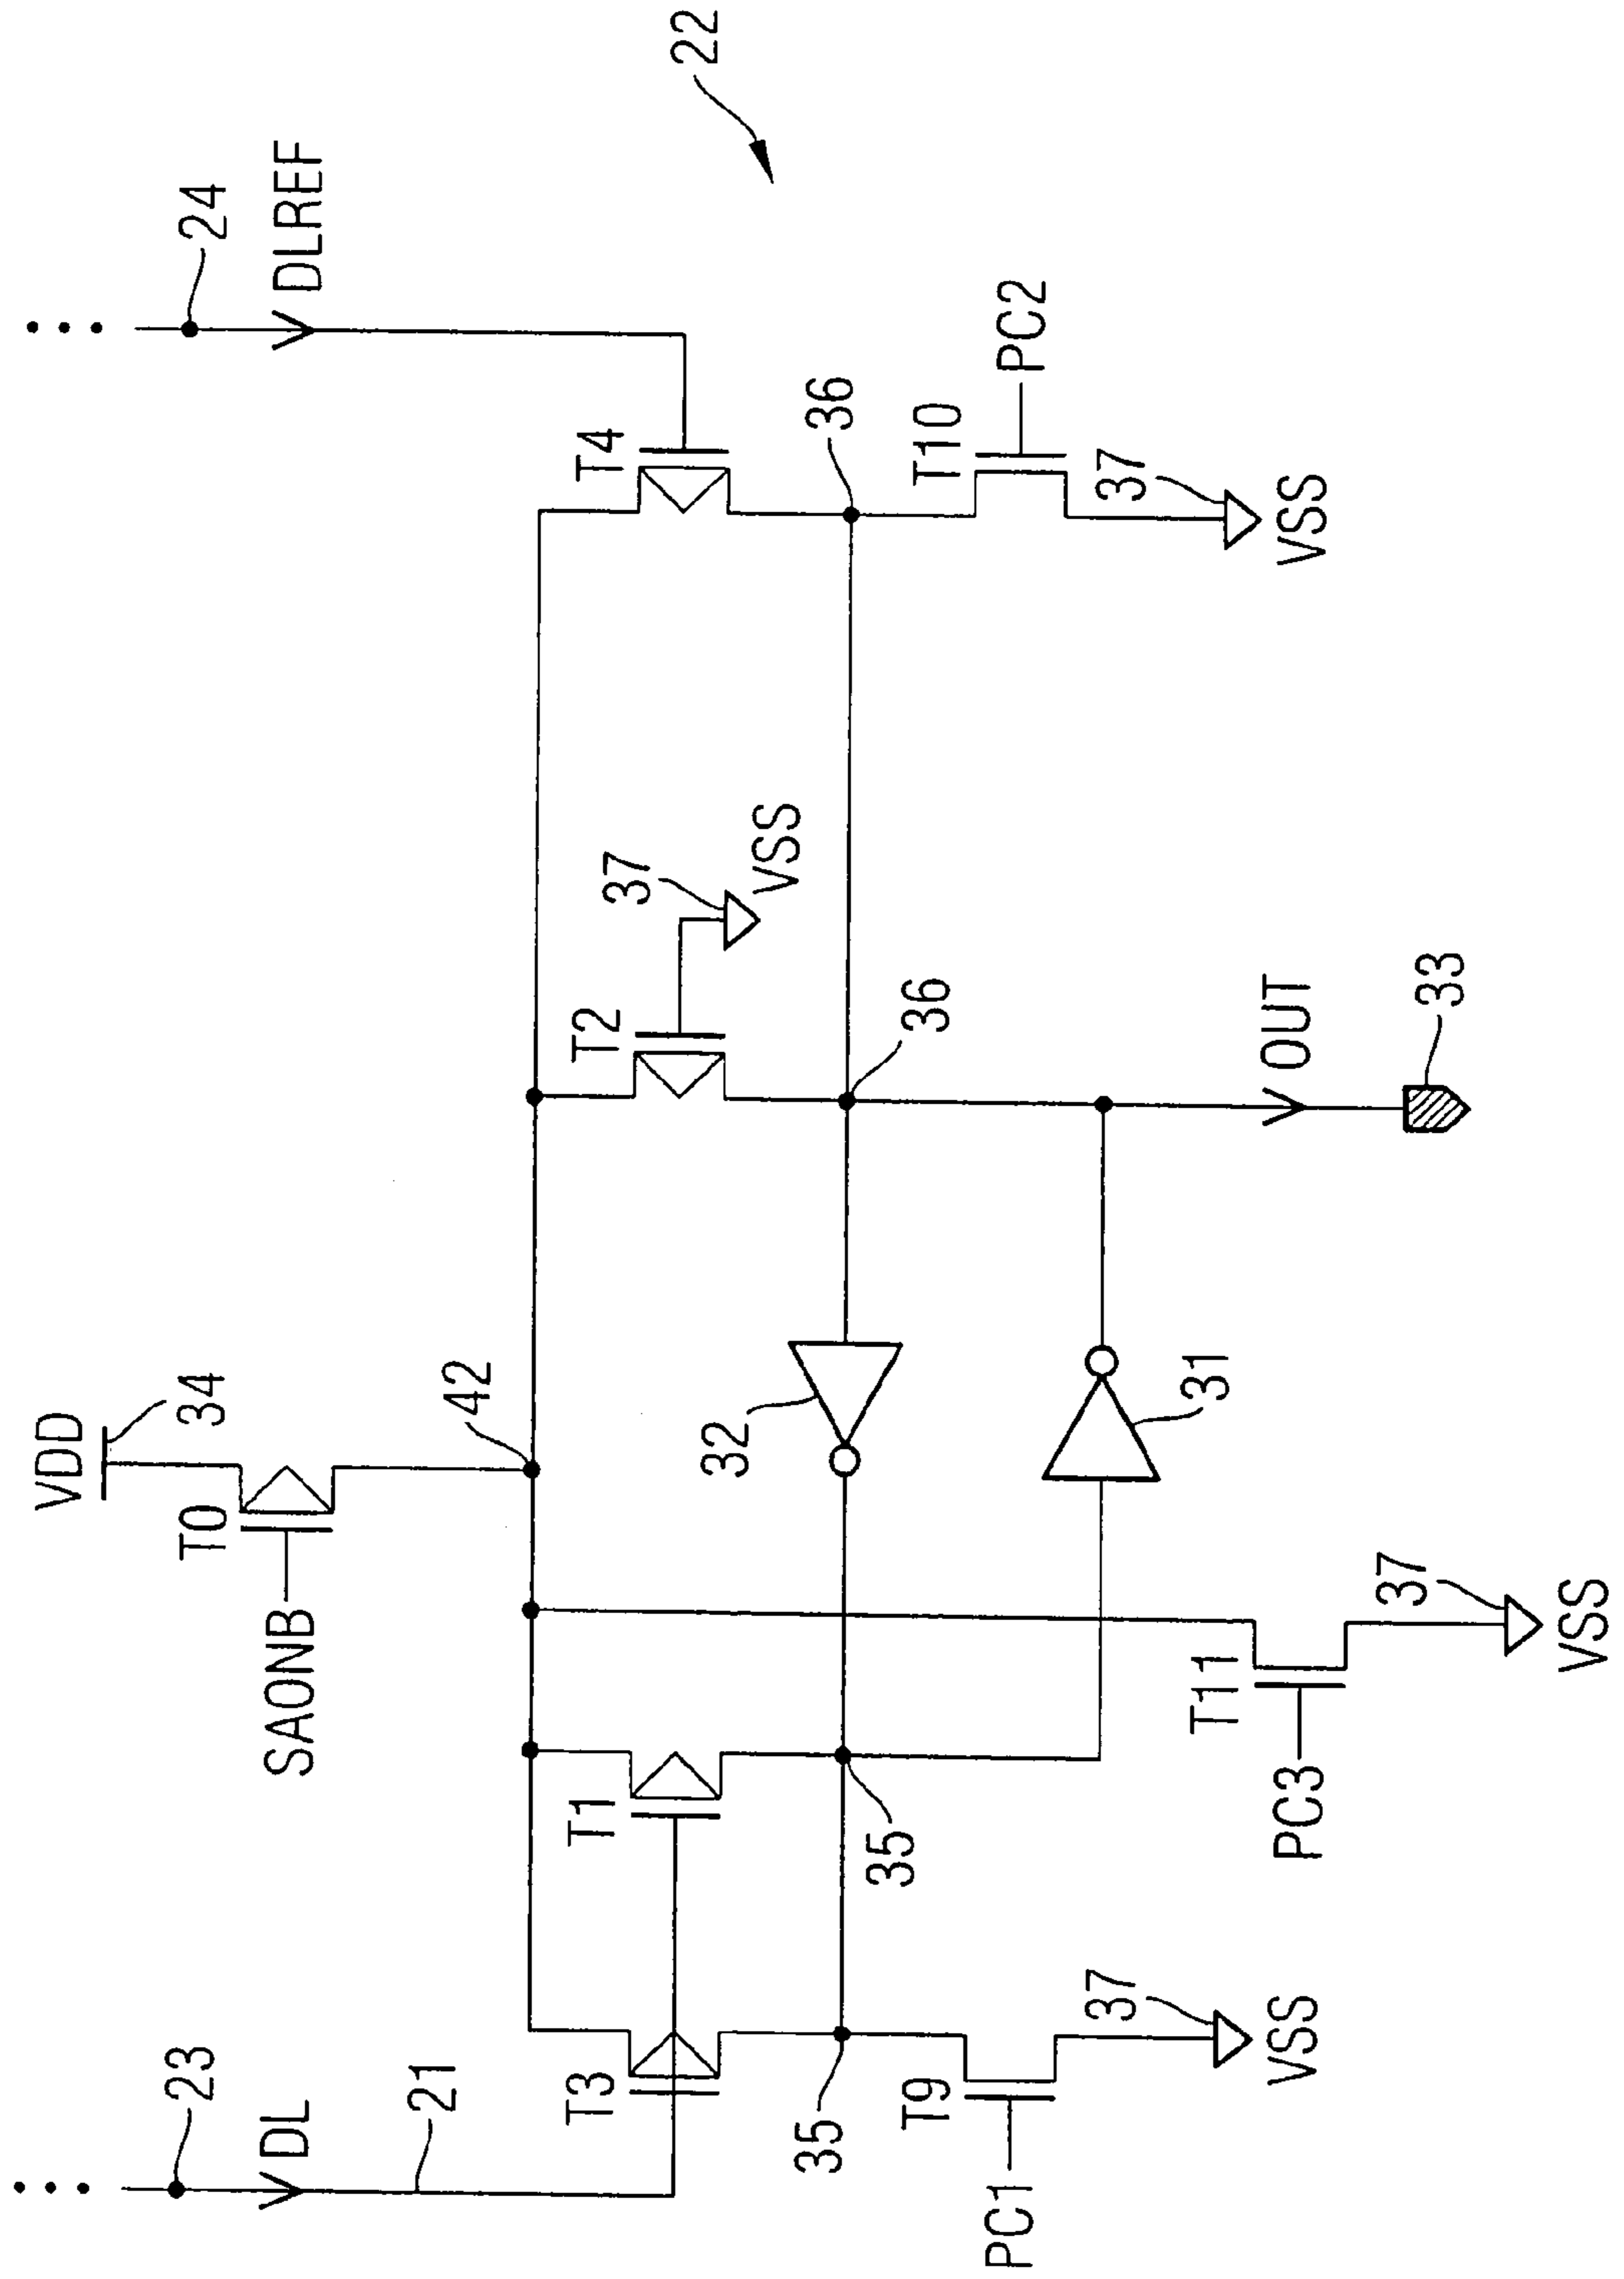 22
24
DLREF
T4
36
T10
PC2
37
VSS
T2
37
VSS
36
OUT
33
VDD
34
T0
SAONB
42
32
31
T11
PC3
37
VSS
T1
35
23
DL
21
T3
35
T9
PC1
37
VSS